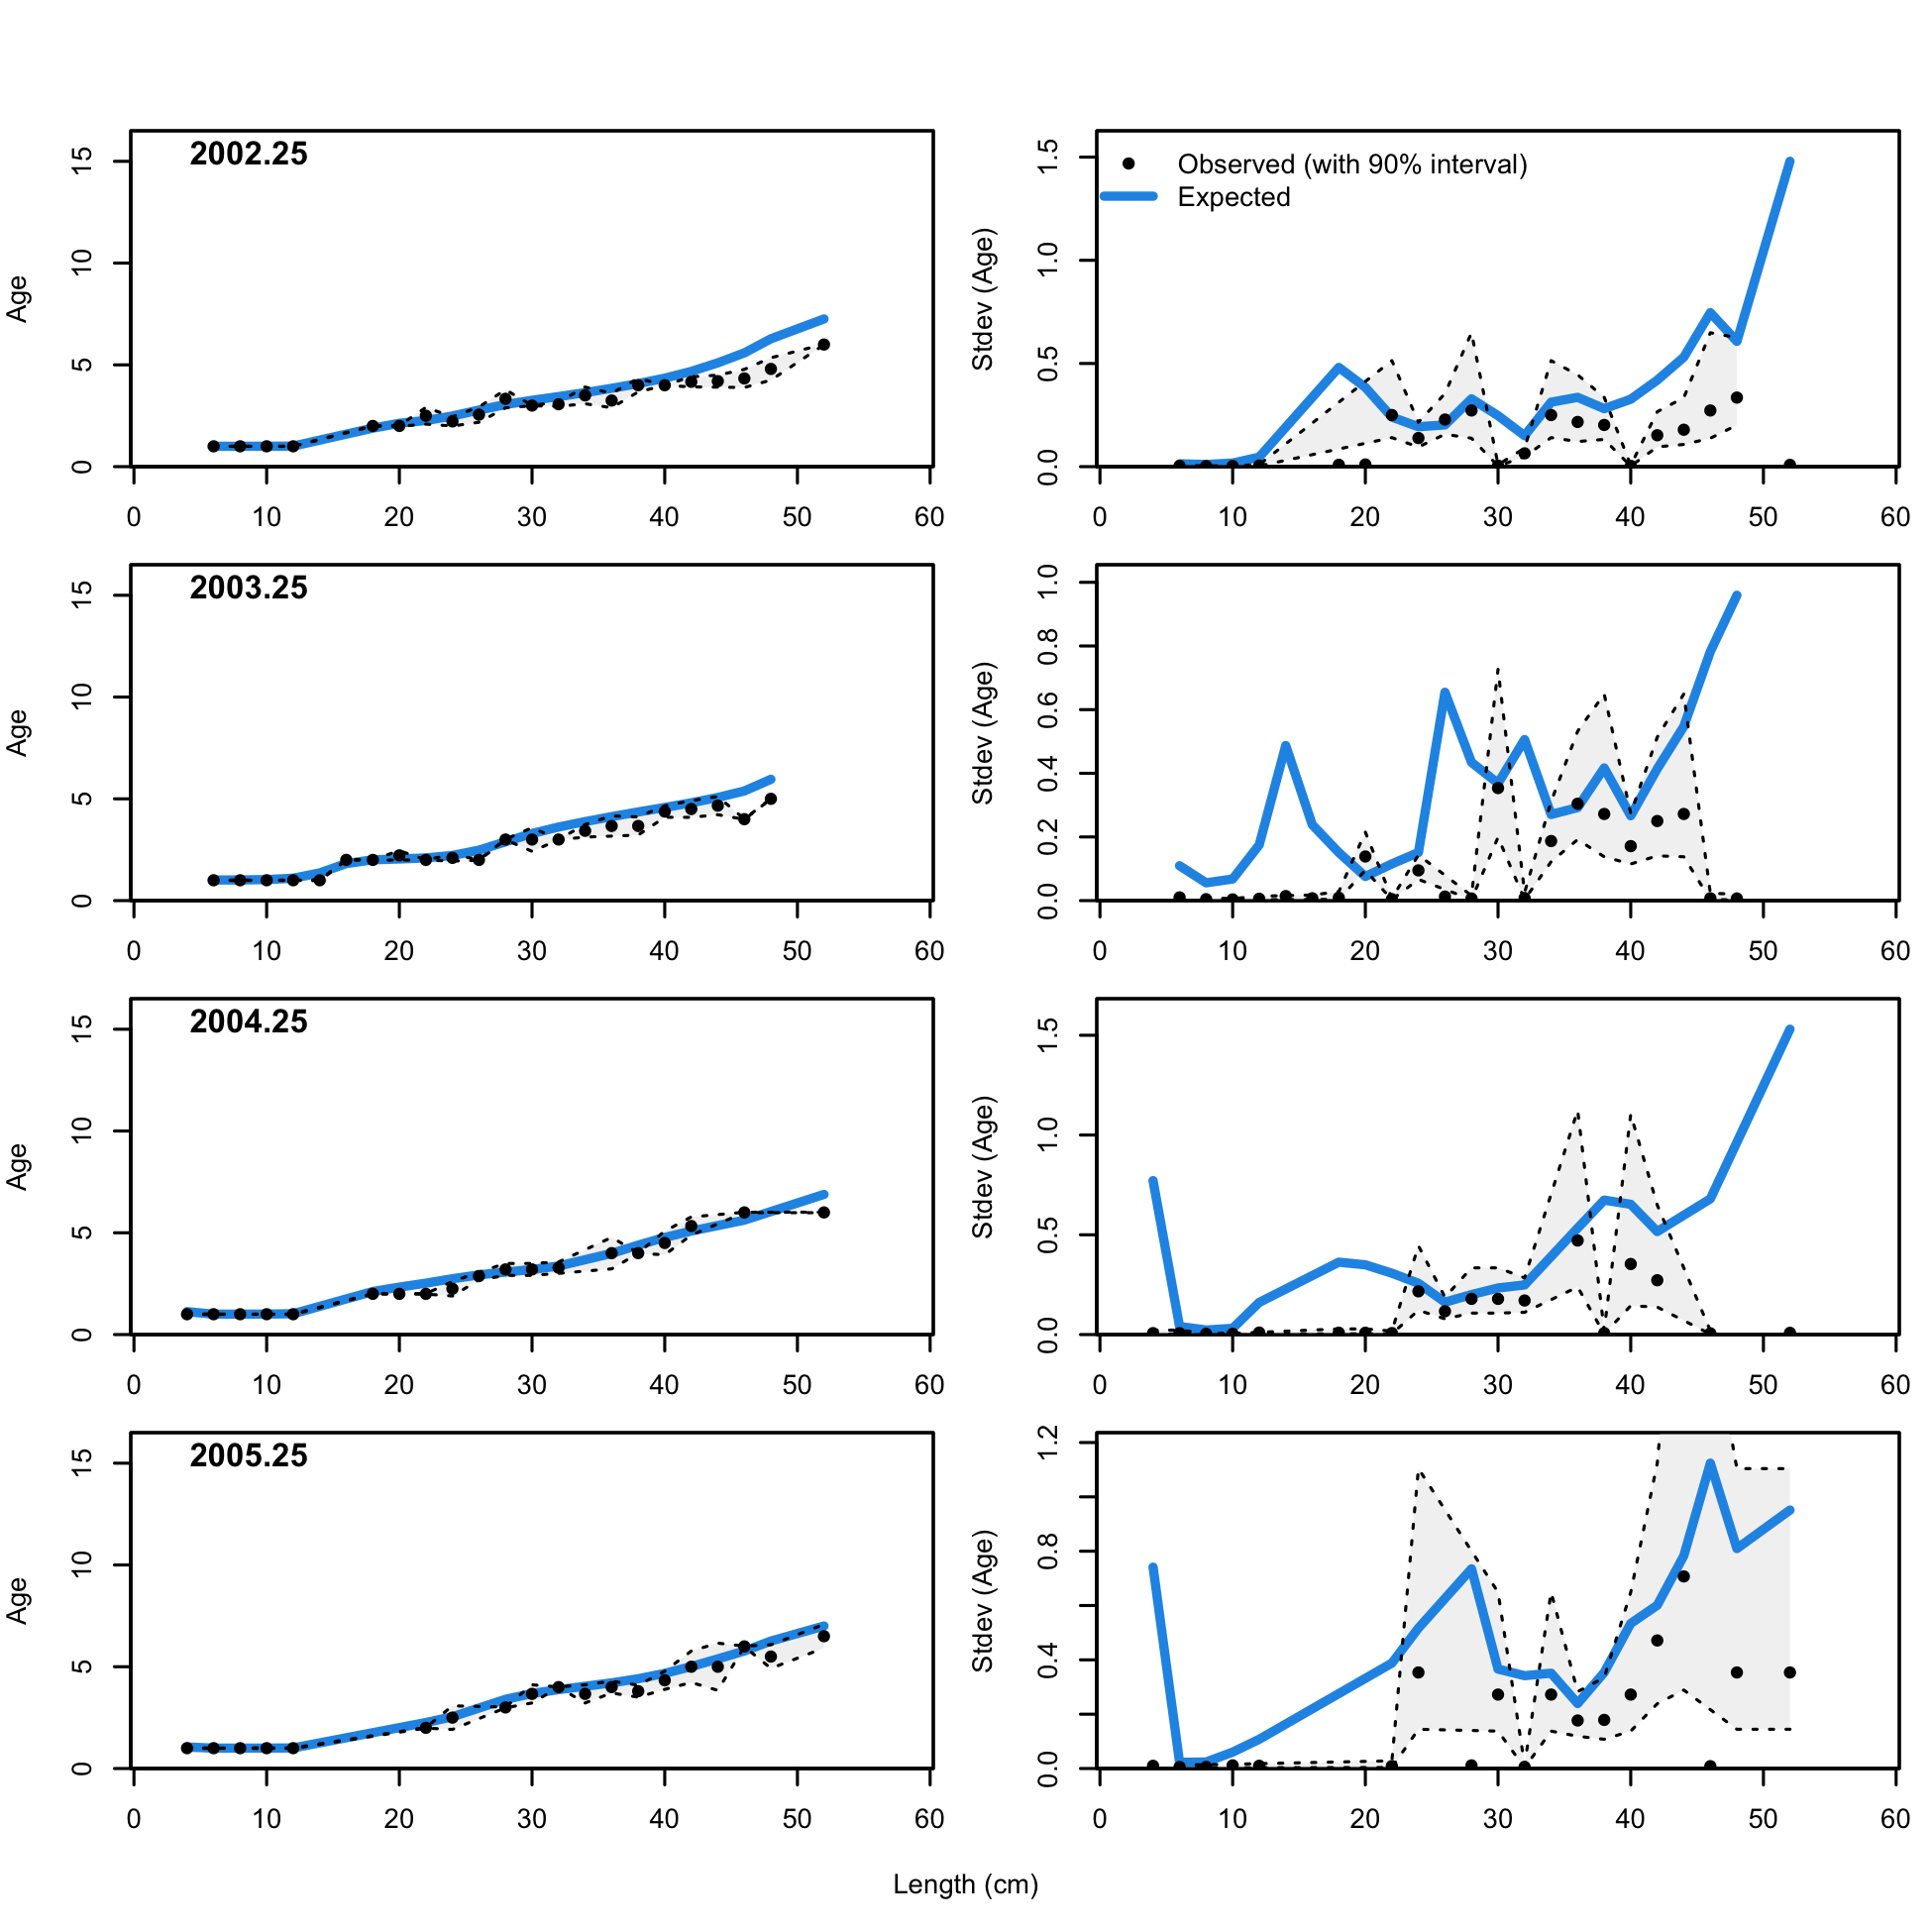 2002.25
Age
0 5 10 15
0 10 20 30 40 50 60
Observed (with 90% interval)
Expected
Stdev (Age)
0.0 0.5 1.0 1.5
0 10 20 30 40 50 60
2003.25
Age
0 5 10 15
0 10 20 30 40 50 60
Stdev (Age)
0.0 0.2 0.4 0.6 0.8 1.0
0 10 20 30 40 50 60
2004.25
Age
0 5 10 15
0 10 20 30 40 50 60
Stdev (Age)
0.0 0.5 1.0 1.5
0 10 20 30 40 50 60
2005.25
Age
0 5 10 15
0 10 20 30 40 50 60
Stdev (Age)
0.0 0.4 0.8 1.2
0 10 20 30 40 50 60
Length (cm)